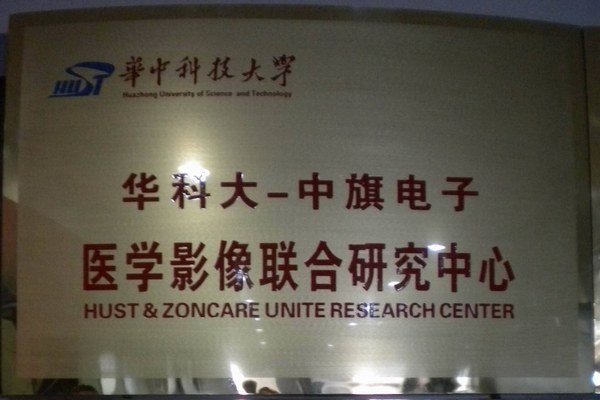 HUST 華中科技大学
Huazhong University of Science and Technology
华科大-中旗电子
医学影像联合研究中心
HUST & ZONCARE UNITE RESEARCH CENTER